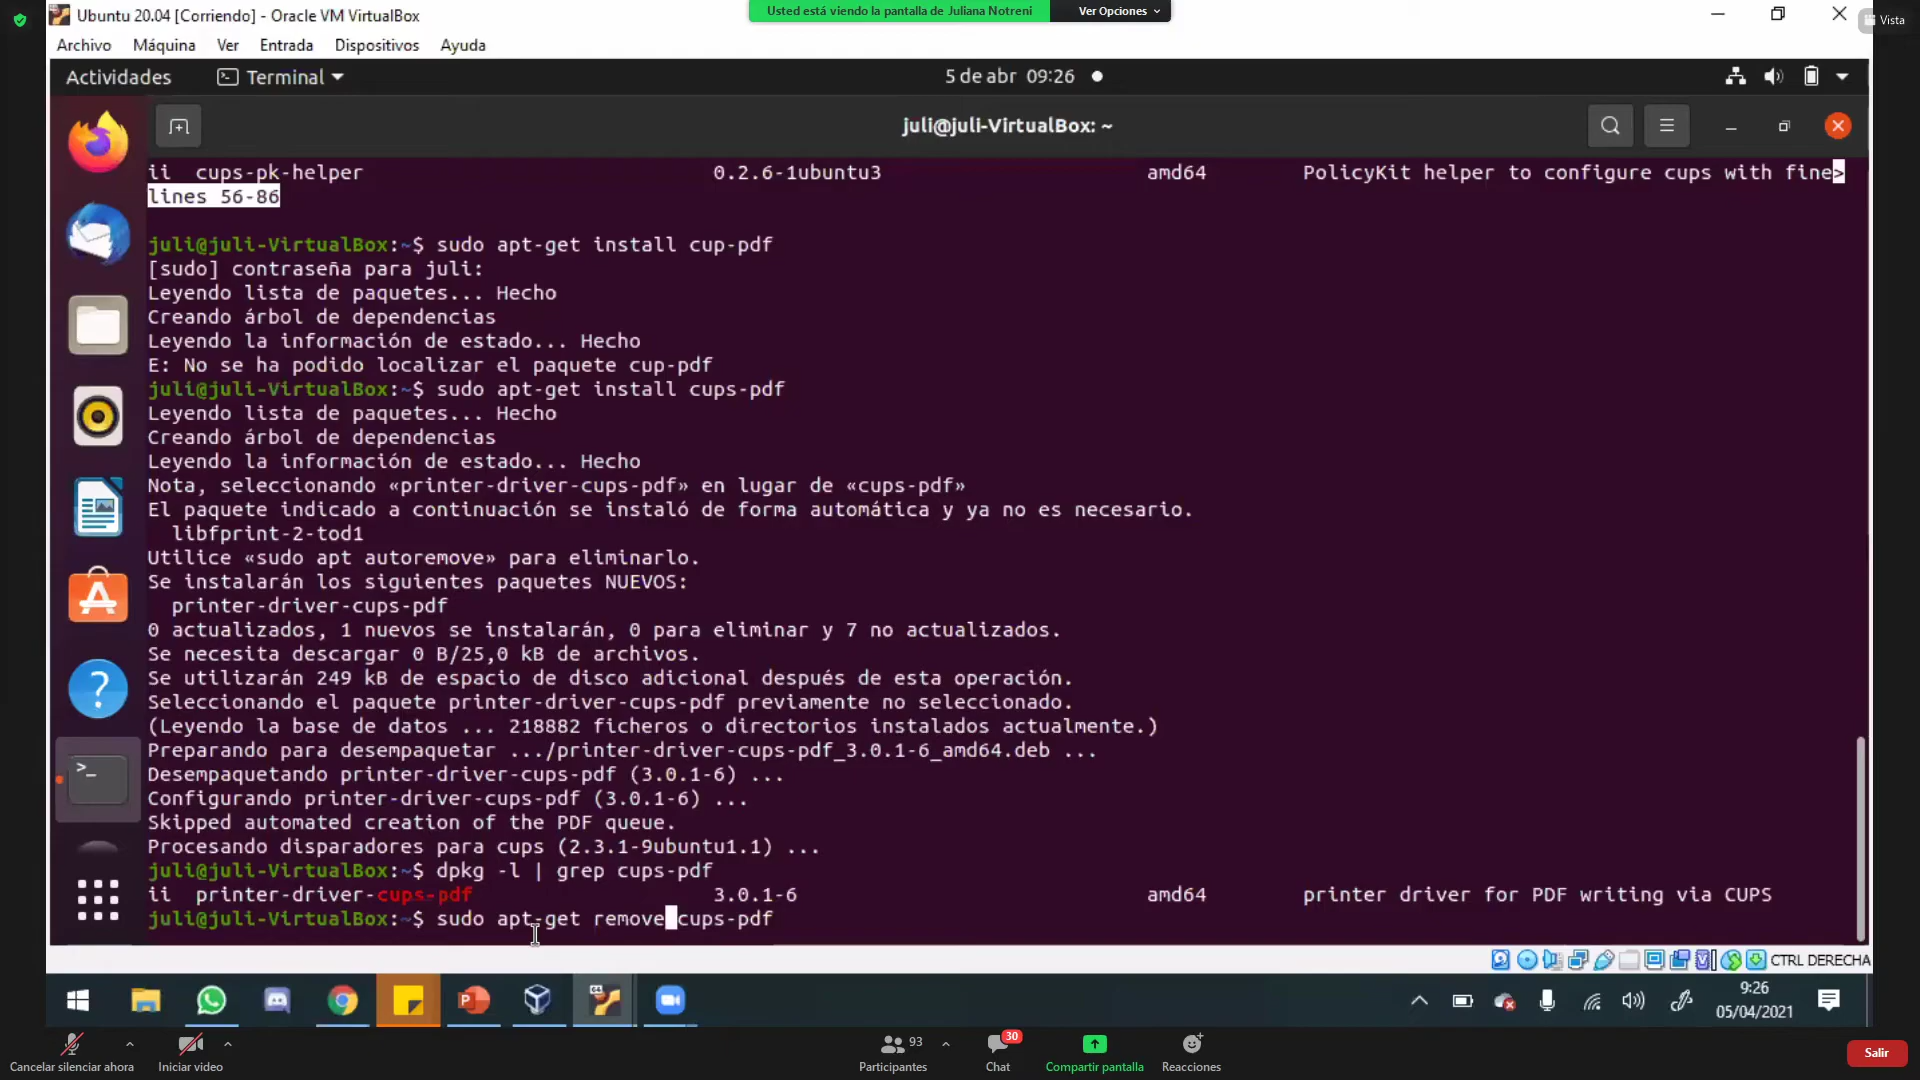 Ubuntu 20.04 [Corriendo] - Oracle VM VirtualBox
Usted está viendo la pantalla de Juliana Notreni
Ver Opciones
Vista
Archivo Máquina Ver Entrada Dispositivos Ayuda
Actividades Terminal 5 de abr 09:26
juli@juli-VirtualBox: ~
ii cups-pk-helper 0.2.6-1ubuntu3 amd64 PolicyKit helper to configure cups with fine>
lines 56-86
juli@juli-VirtualBox:~$ sudo apt-get install cup-pdf
[sudo] contraseña para juli:
Leyendo lista de paquetes... Hecho
Creando árbol de dependencias
Leyendo la información de estado... Hecho
E: No se ha podido localizar el paquete cup-pdf
juli@juli-VirtualBox:~$ sudo apt-get install cups-pdf
Leyendo lista de paquetes... Hecho
Creando árbol de dependencias
Leyendo la información de estado... Hecho
Nota, seleccionando «printer-driver-cups-pdf» en lugar de «cups-pdf»
El paquete indicado a continuación se instaló de forma automática y ya no es necesario.
libfprint-2-tod1
Utilice «sudo apt autoremove» para eliminarlo.
Se instalarán los siguientes paquetes NUEVOS:
printer-driver-cups-pdf
0 actualizados, 1 nuevos se instalarán, 0 para eliminar y 7 no actualizados.
Se necesita descargar 0 B/25,0 kB de archivos.
Se utilizarán 249 kB de espacio de disco adicional después de esta operación.
Seleccionando el paquete printer-driver-cups-pdf previamente no seleccionado.
(Leyendo la base de datos ... 218882 ficheros o directorios instalados actualmente.)
Preparando para desempaquetar .../printer-driver-cups-pdf_3.0.1-6_amd64.deb ...
Desempaquetando printer-driver-cups-pdf (3.0.1-6) ...
Configurando printer-driver-cups-pdf (3.0.1-6) ...
Skipped automated creation of the PDF queue.
Procesando disparadores para cups (2.3.1-9ubuntu1.1) ...
juli@juli-VirtualBox:~$ dpkg -l | grep cups-pdf
ii printer-driver-cups-pdf 3.0.1-6 amd64 printer driver for PDF writing via CUPS
juli@juli-VirtualBox:~$ sudo apt-get remove cups-pdf
CTRL DERECHA
9:26
05/04/2021
Cancelar silenciar ahora
Iniciar video
93
Participantes
30
Chat
Compartir pantalla
Reacciones
Salir